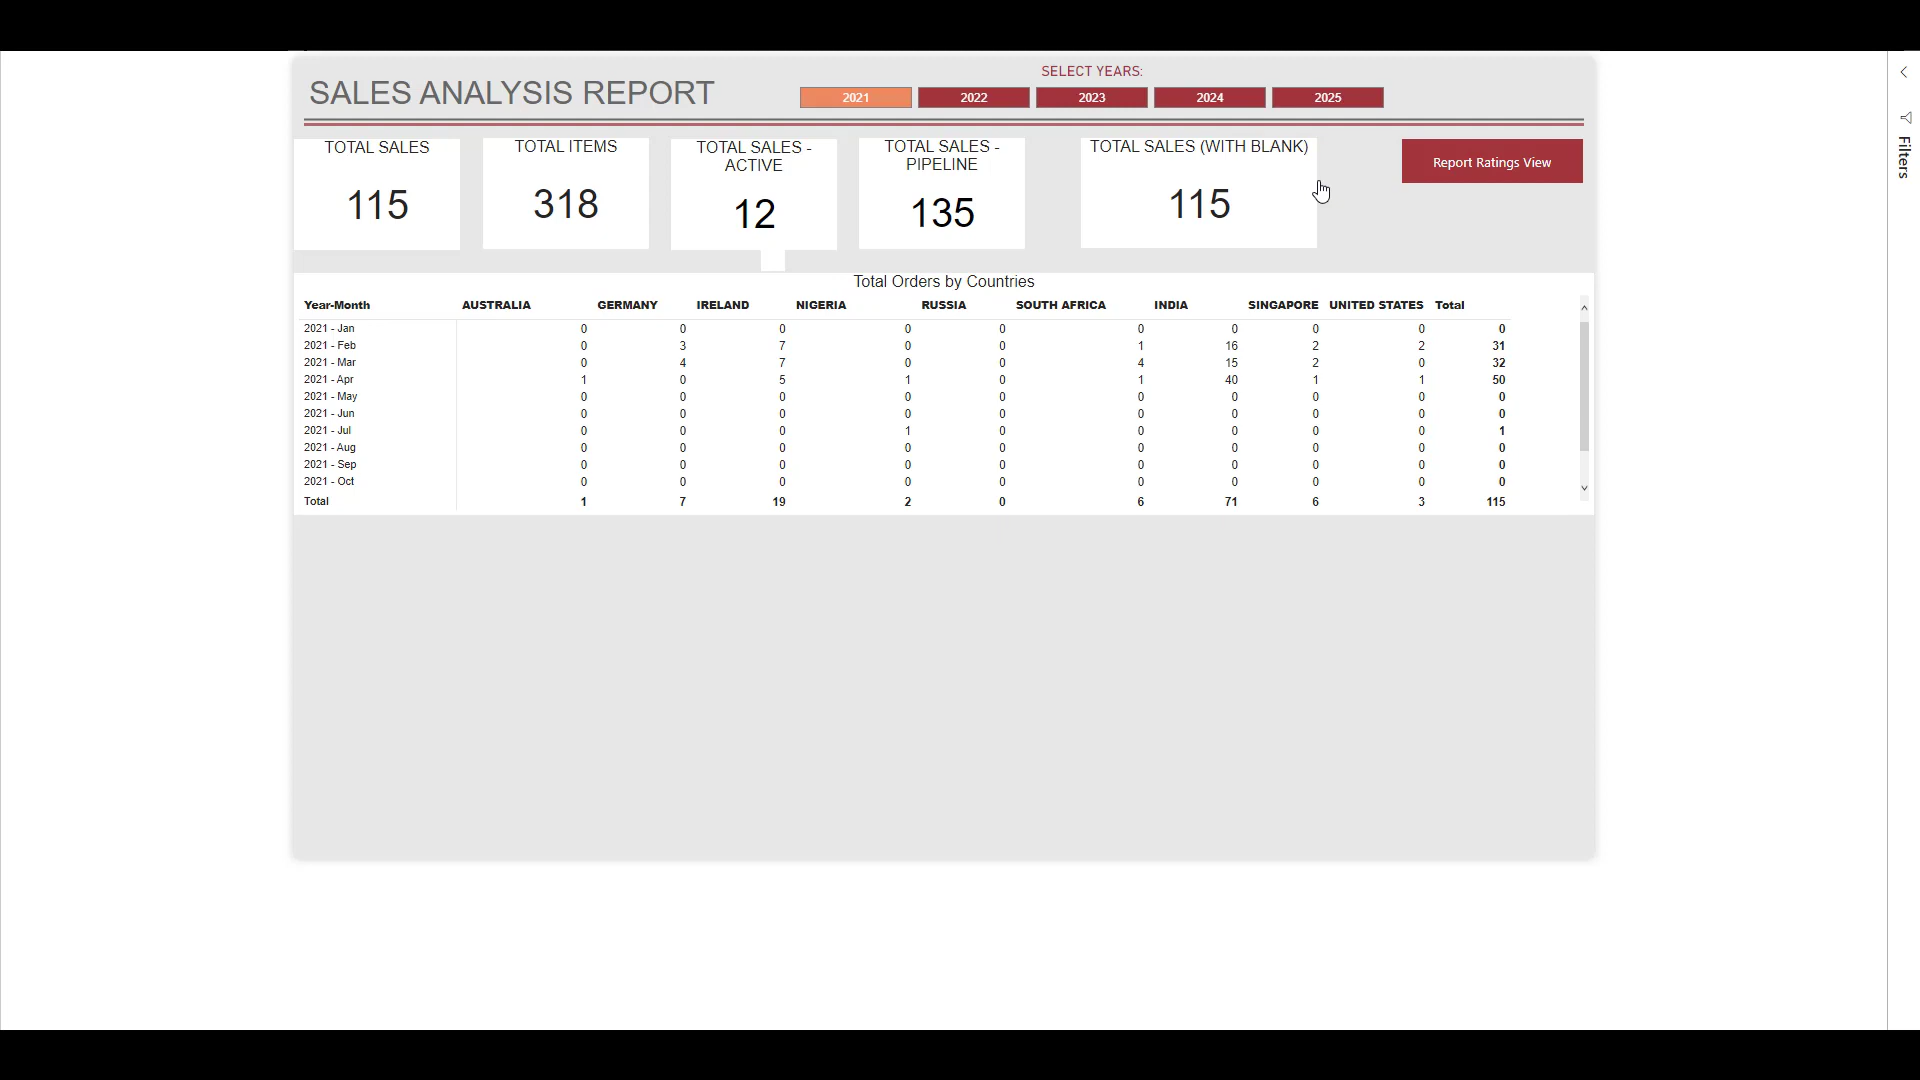 SALES ANALYSIS REPORT
SELECT YEARS:
2021 2022 2023 2024 2025
TOTAL SALES
115
TOTAL ITEMS
318
TOTAL SALES -
ACTIVE
12
TOTAL SALES -
PIPELINE
135
TOTAL SALES (WITH BLANK)
115
Report Ratings View
Filters
Total Orders by Countries
Year-Month AUSTRALIA GERMANY IRELAND NIGERIA RUSSIA SOUTH AFRICA INDIA SINGAPORE UNITED STATES Total
2021 - Jan 0 0 0 0 0 0 0 0 0 0
2021 - Feb 0 3 7 0 0 1 16 2 2 31
2021 - Mar 0 4 7 0 0 4 15 2 0 32
2021 - Apr 1 0 5 1 0 1 40 1 1 50
2021 - May 0 0 0 0 0 0 0 0 0 0
2021 - Jun 0 0 0 0 0 0 0 0 0 0
2021 - Jul 0 0 0 1 0 0 0 0 0 1
2021 - Aug 0 0 0 0 0 0 0 0 0 0
2021 - Sep 0 0 0 0 0 0 0 0 0 0
2021 - Oct 0 0 0 0 0 0 0 0 0 0
Total 1 7 19 2 0 6 71 6 3 115